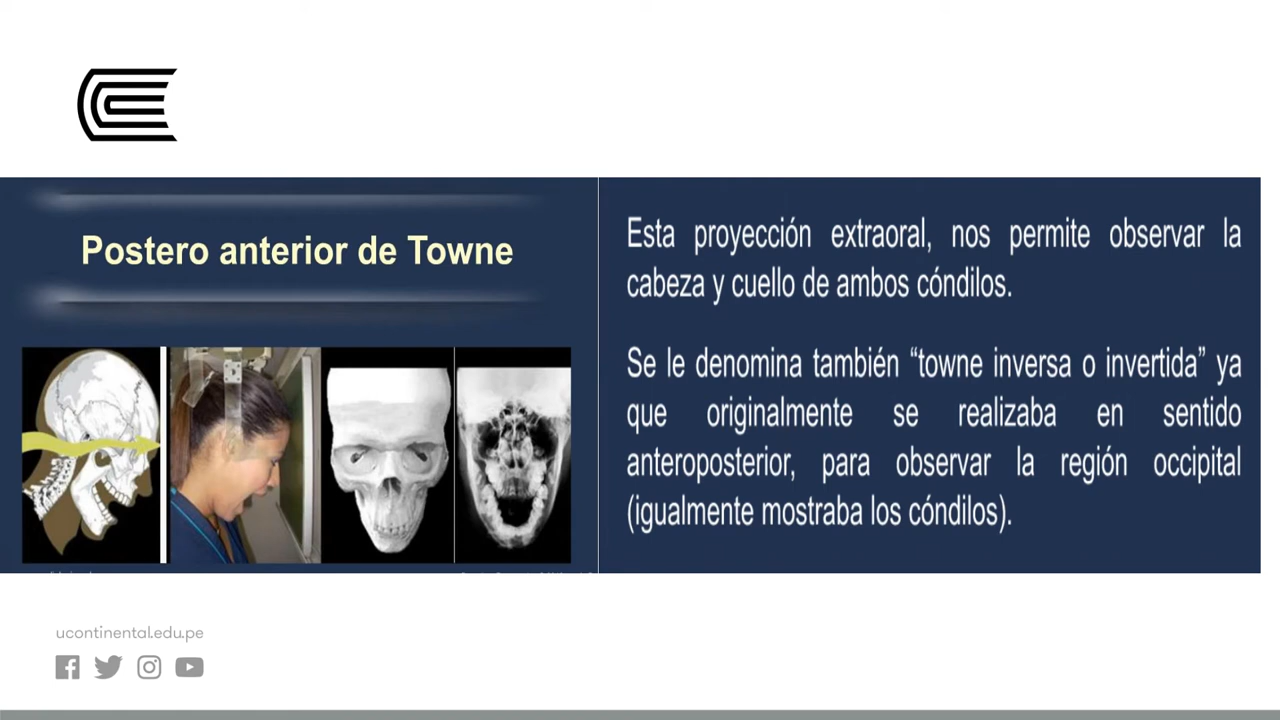 Postero anterior de Towne
Esta proyección extraoral, nos permite observar la
cabeza y cuello de ambos cóndilos.
Se le denomina también “towne inversa o invertida” ya
que originalmente se realizaba en sentido
anteroposterior, para observar la región occipital
(igualmente mostraba los cóndilos).
ucontinental.edu.pe